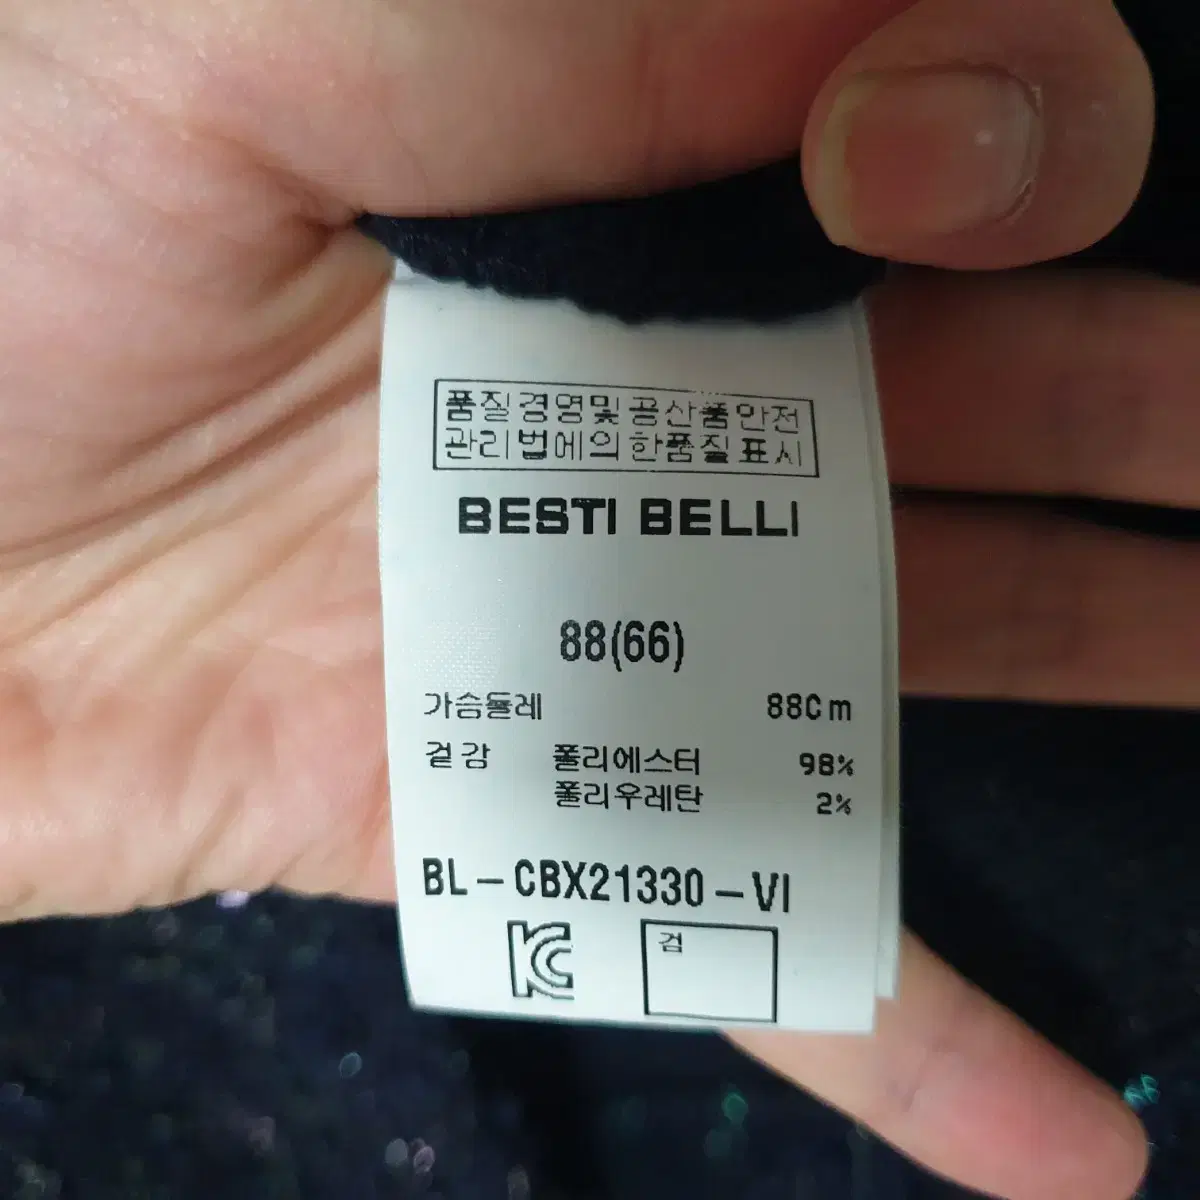 품질경영및공산품안전
관리법에의한품질표시
BESTI BELLI
88(66)
가슴둘레 88Cm
겉감 폴리에스터 98%
폴리우레탄 2%
BL-CBX21330-VI
KC 검